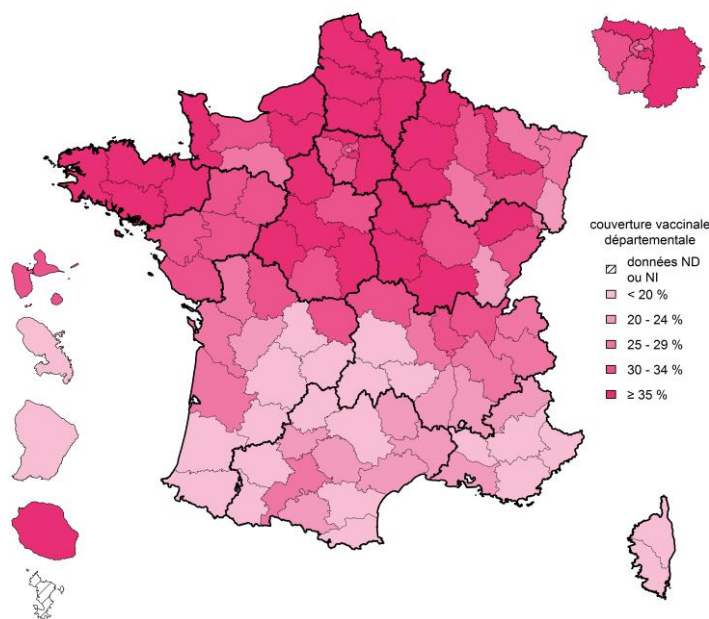 couverture vaccinale
départementale
données ND
ou NI
< 20 %
20 - 24 %
25 - 29 %
30 - 34 %
≥ 35 %